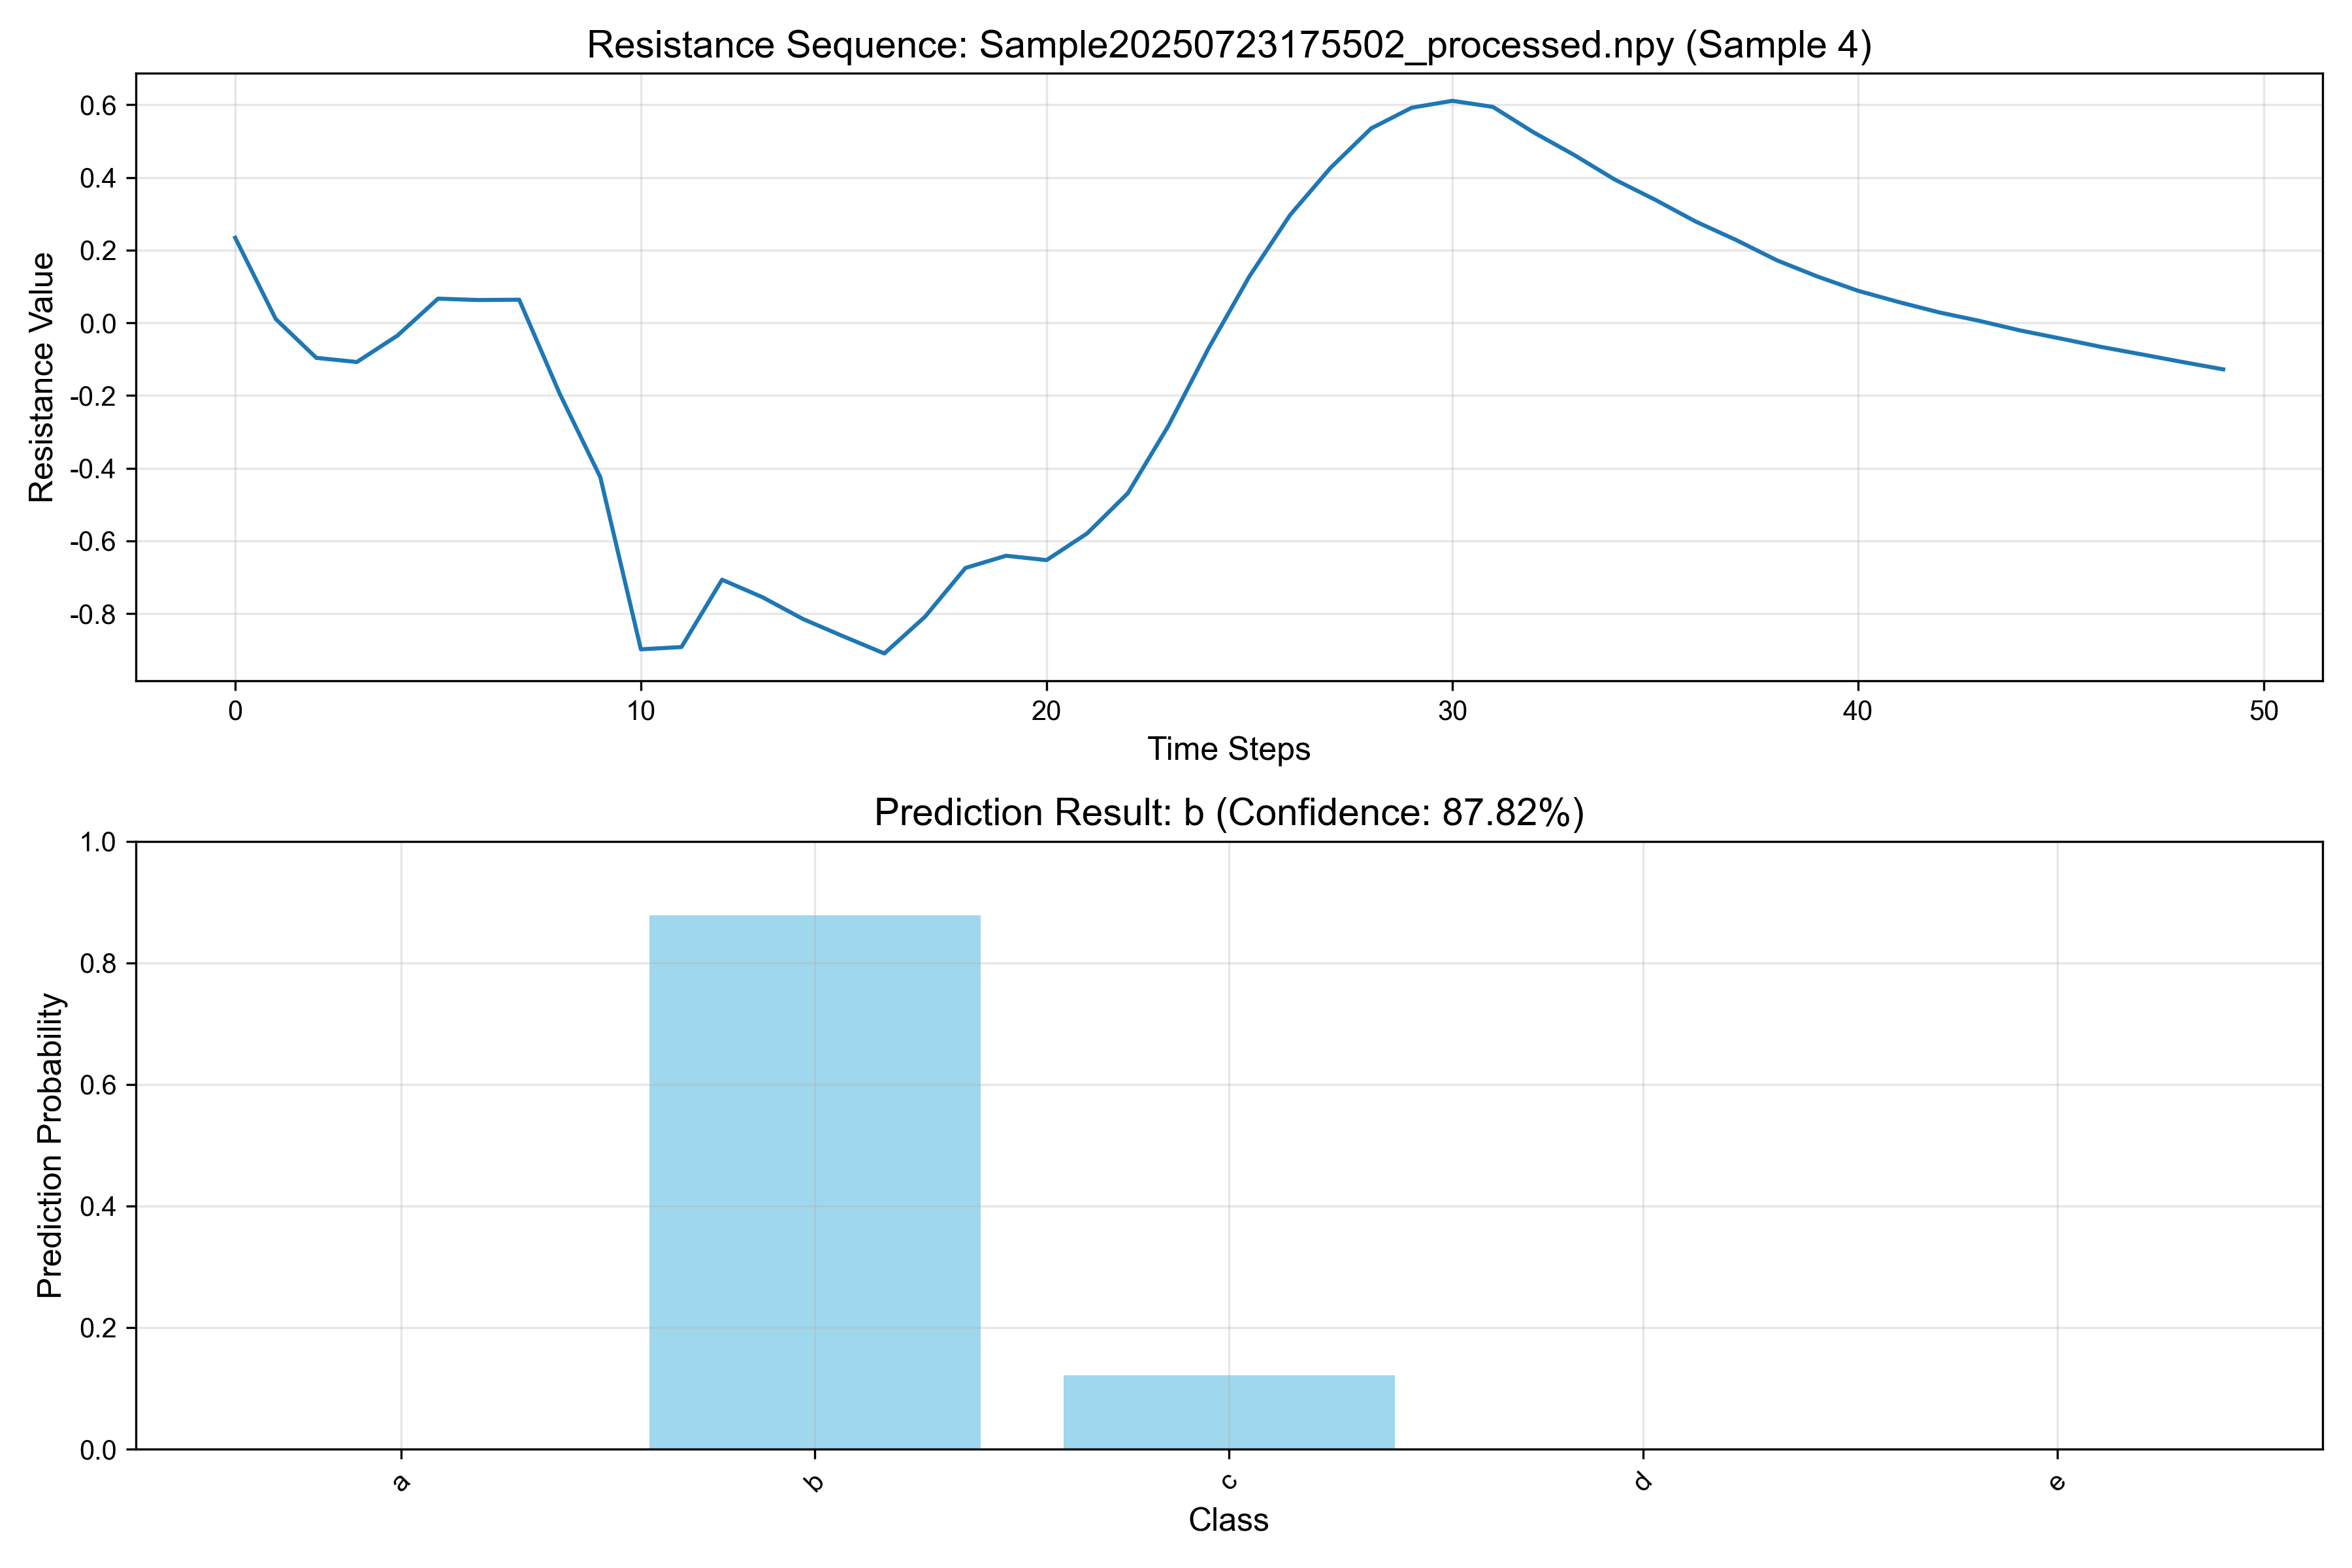 Resistance Sequence: Sample20250723175502_processed.npy (Sample 4)
Resistance Value
0.6
0.4
0.2
0.0
-0.2
-0.4
-0.6
-0.8
0 10 20 30 40 50
Time Steps
Prediction Result: b (Confidence: 87.82%)
Prediction Probability
1.0
0.8
0.6
0.4
0.2
0.0
a b c d e
Class